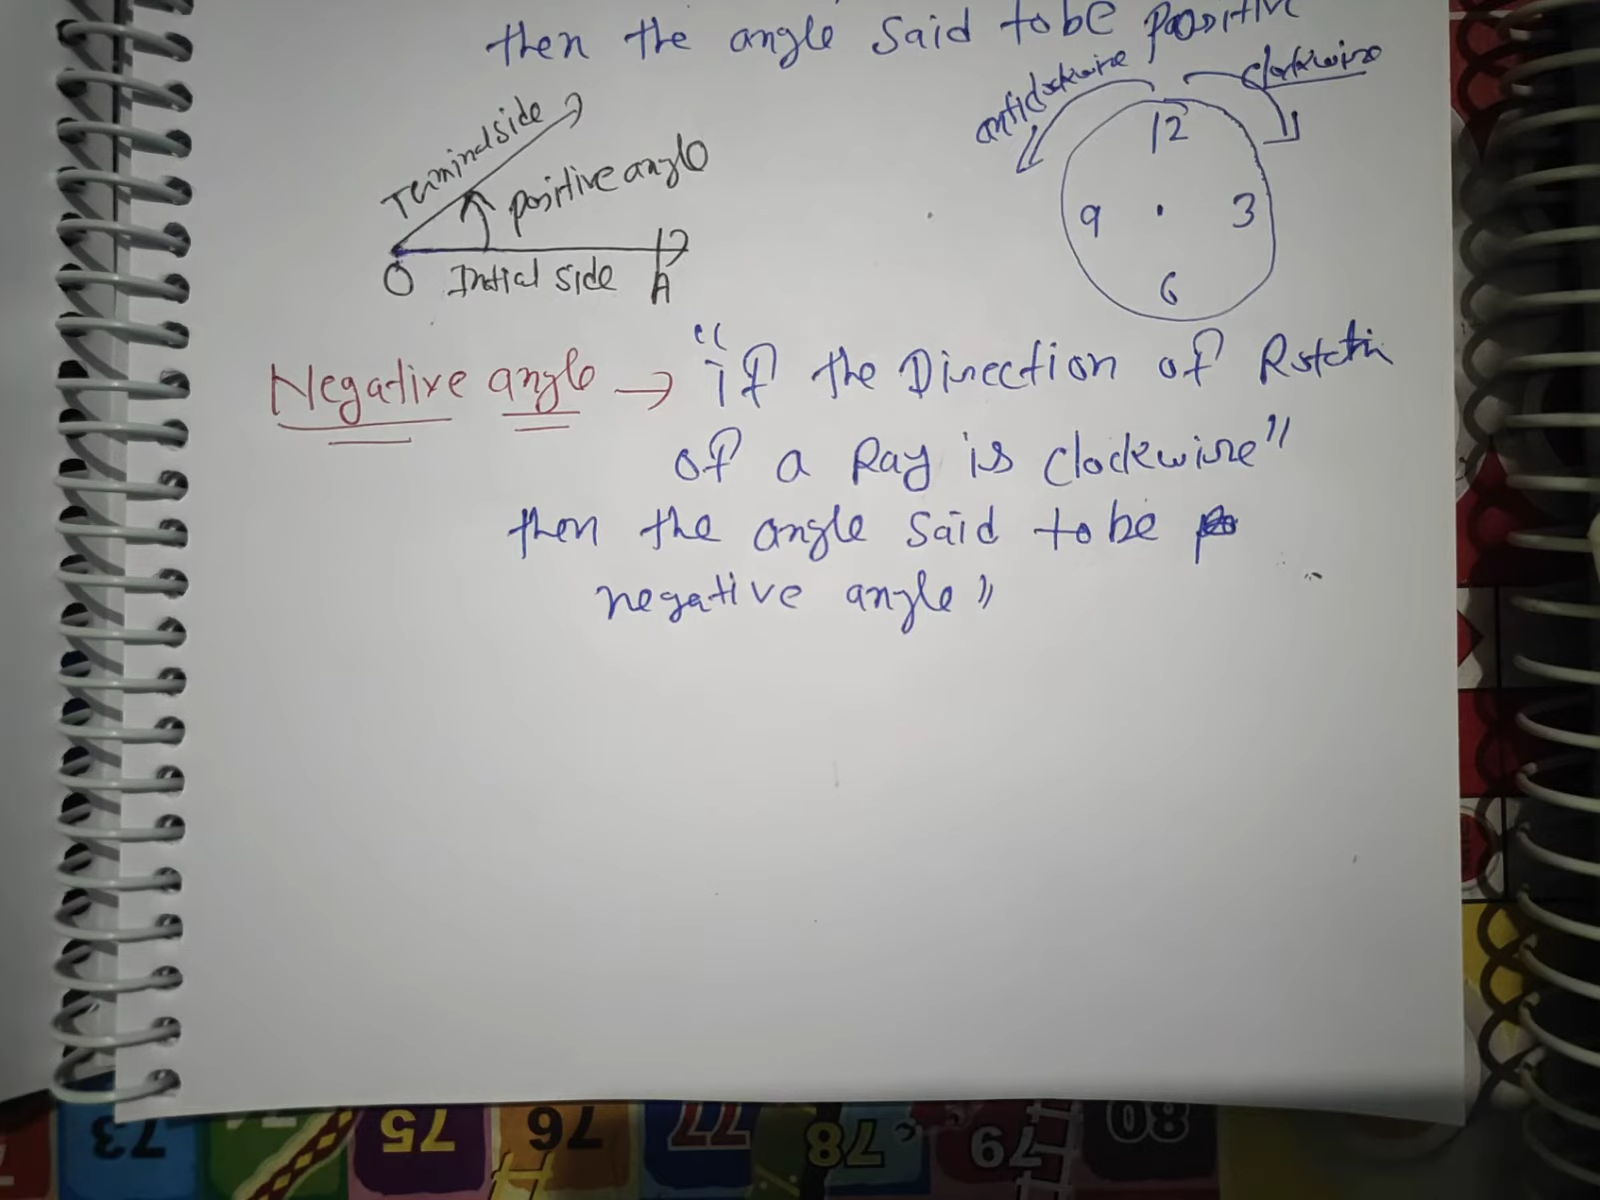 then the angle said to be positive
anticlockwise
clockwise
Terminal side
positive angle
12
9
3
6
O
Initial side
A
Negative angle → "if the Direction of Rotation
of a Ray is clockwise"
then the angle said to be
negative angle"
73
74
75
76
77
78
79
80